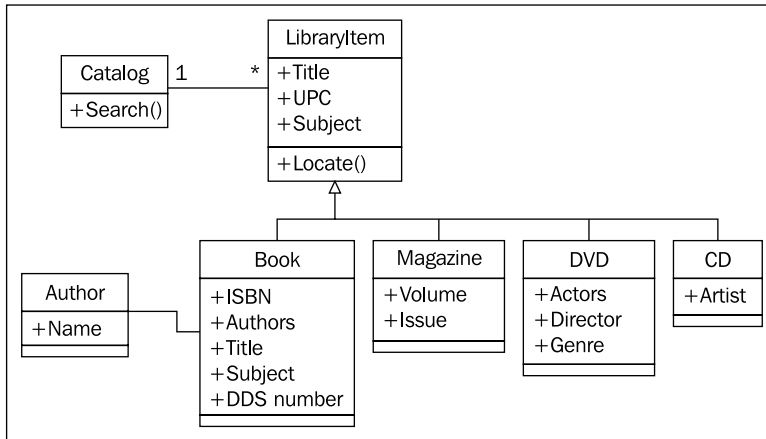 LibraryItem
+Title
+UPC
+Subject
+Locate()
Catalog
+Search()
1
*
Book
+ISBN
+Authors
+Title
+Subject
+DDS number
Magazine
+Volume
+Issue
DVD
+Actors
+Director
+Genre
CD
+Artist
Author
+Name